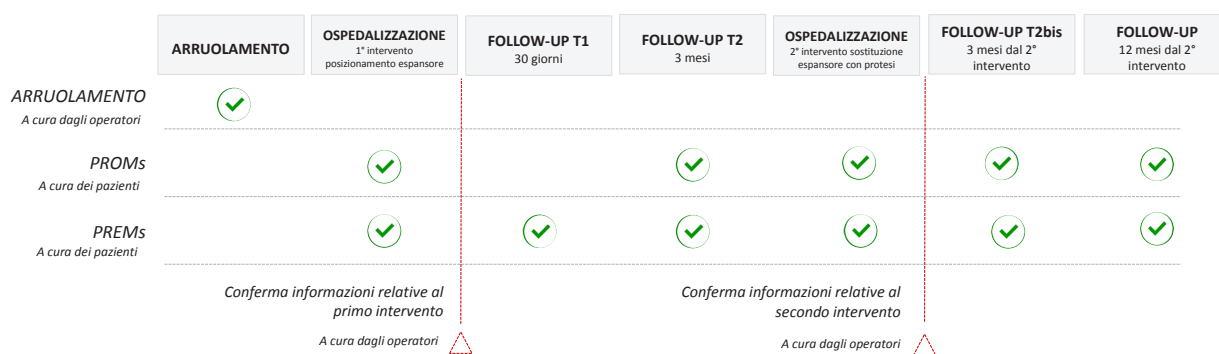 ARRUOLAMENTO
OSPEDALIZZAZIONE
1° intervento
posizionamento espansore
FOLLOW-UP T1
30 giorni
FOLLOW-UP T2
3 mesi
OSPEDALIZZAZIONE
2° intervento sostituzione
espansore con protesi
FOLLOW-UP T2bis
3 mesi dal 2°
intervento
FOLLOW-UP
12 mesi dal 2°
intervento
ARRUOLAMENTO
A cura dagli operatori
PROMs
A cura dei pazienti
PREMs
A cura dei pazienti
Conferma informazioni relative al
primo intervento
A cura dagli operatori
Conferma informazioni relative al
secondo intervento
A cura dagli operatori